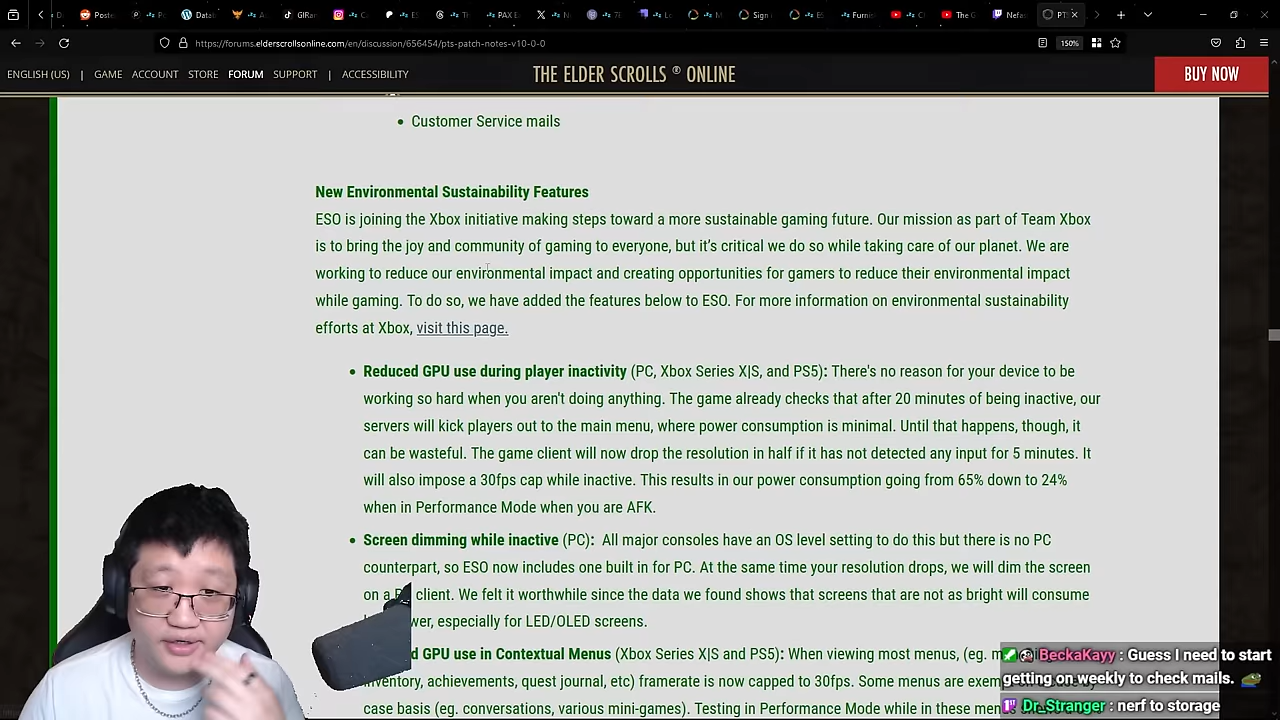 https://forums.elderscrollsonline.com/en/discussion/656454/pts-patch-notes-v10-0-0
150%
ENGLISH (US) | GAME ACCOUNT STORE FORUM SUPPORT | ACCESSIBILITY
THE ELDER SCROLLS ® ONLINE
BUY NOW
• Customer Service mails
New Environmental Sustainability Features
ESO is joining the Xbox initiative making steps toward a more sustainable gaming future. Our mission as part of Team Xbox
is to bring the joy and community of gaming to everyone, but it’s critical we do so while taking care of our planet. We are
working to reduce our environmental impact and creating opportunities for gamers to reduce their environmental impact
while gaming. To do so, we have added the features below to ESO. For more information on environmental sustainability
efforts at Xbox, visit this page.
• Reduced GPU use during player inactivity (PC, Xbox Series X|S, and PS5): There's no reason for your device to be
working so hard when you aren't doing anything. The game already checks that after 20 minutes of being inactive, our
servers will kick players out to the main menu, where power consumption is minimal. Until that happens, though, it
can be wasteful. The game client will now drop the resolution in half if it has not detected any input for 5 minutes. It
will also impose a 30fps cap while inactive. This results in our power consumption going from 65% down to 24%
when in Performance Mode when you are AFK.
• Screen dimming while inactive (PC): All major consoles have an OS level setting to do this but there is no PC
counterpart, so ESO now includes one built in for PC. At the same time your resolution drops, we will dim the screen
on a client. We felt it worthwhile since the data we found shows that screens that are not as bright will consume
especially for LED/OLED screens.
GPU use in Contextual Menus (Xbox Series X|S and PS5): When viewing most menus, (eg.
inventory, achievements, quest journal, etc) framerate is now capped to 30fps. Some menus are
case basis (eg. conversations, various mini-games). Testing in Performance Mode while in these
BeckaKayy : Guess I need to start
getting on weekly to check mails.
Dr_Stranger : nerf to storage